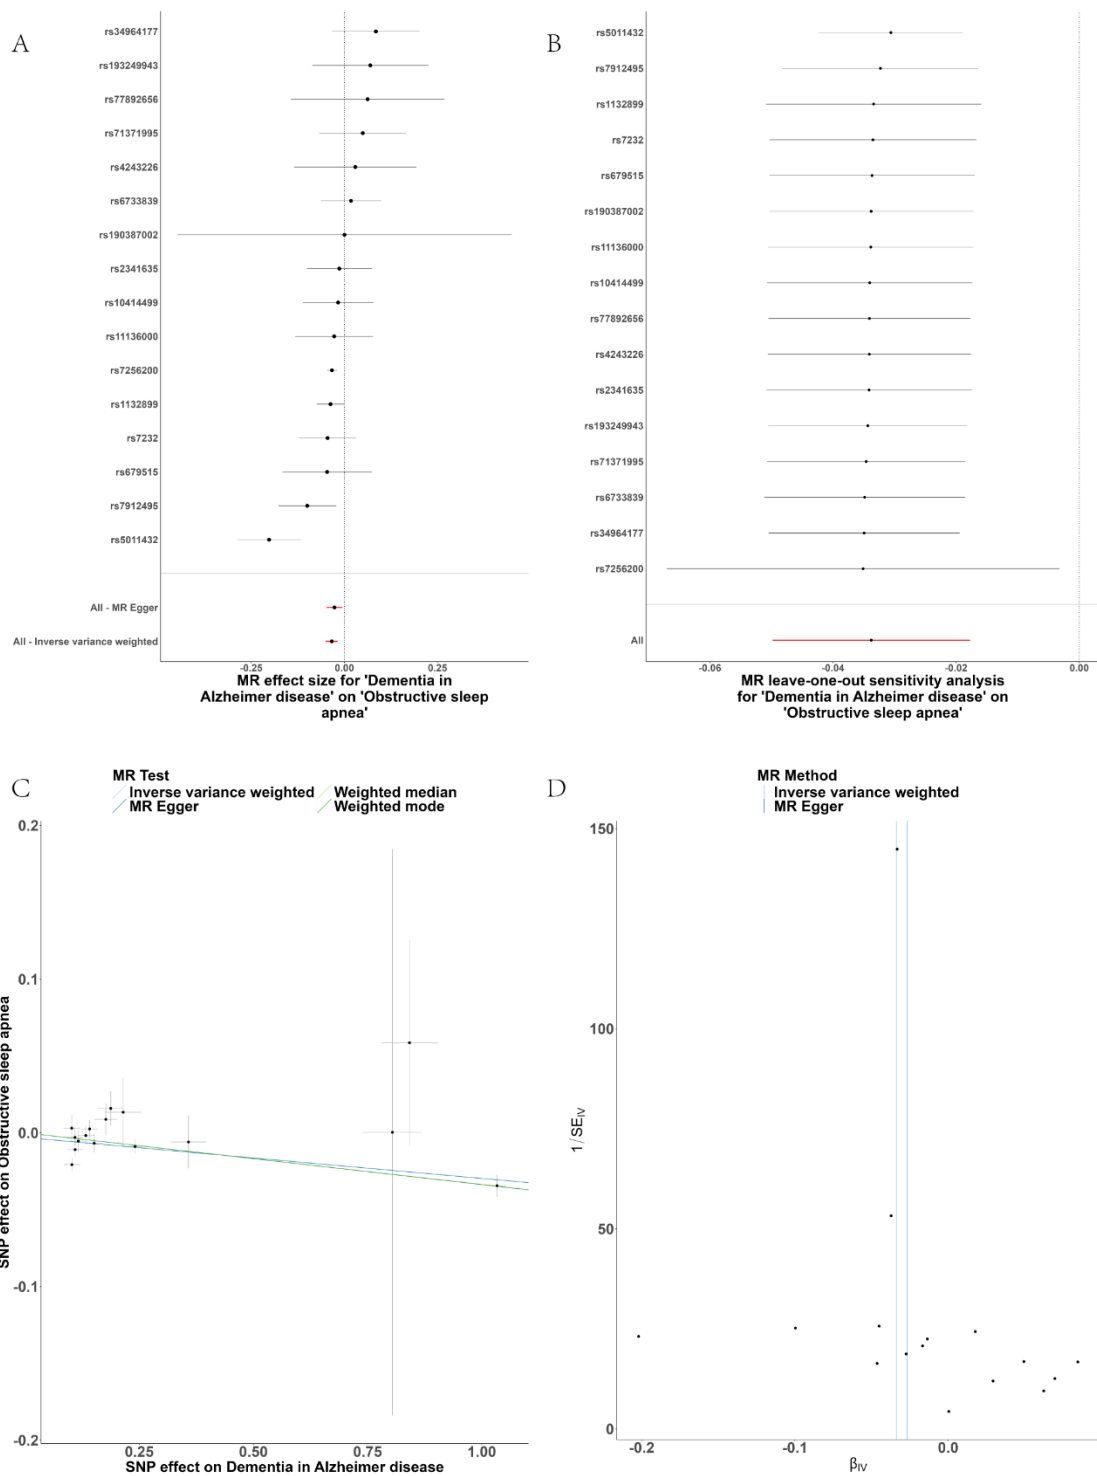 A
rs34964177
rs193249943
rs77892656
rs71371995
rs4243226
rs6733839
rs190387002
rs2341635
rs10414499
rs11136000
rs7256200
rs1132899
rs7232
rs679515
rs7912495
rs5011432
All - MR Egger
All - Inverse variance weighted
-0.25 0.00 0.25
MR effect size for 'Dementia in
Alzheimer disease' on 'Obstructive sleep
apnea'
B
rs5011432
rs7912495
rs1132899
rs7232
rs679515
rs190387002
rs11136000
rs10414499
rs77892656
rs4243226
rs2341635
rs193249943
rs71371995
rs6733839
rs34964177
rs7256200
All
-0.06 -0.04 -0.02 0.00
MR leave-one-out sensitivity analysis
for 'Dementia in Alzheimer disease' on
'Obstructive sleep apnea'
C
MR Test
Inverse variance weighted Weighted median
MR Egger Weighted mode
0.2
0.1
0.0
-0.1
-0.2
SNP effect on Obstructive sleep apnea
0.25 0.50 0.75 1.00
SNP effect on Dementia in Alzheimer disease
D
MR Method
Inverse variance weighted
MR Egger
150
100
50
0
1/SE_IV
-0.2 -0.1 0.0
β_IV